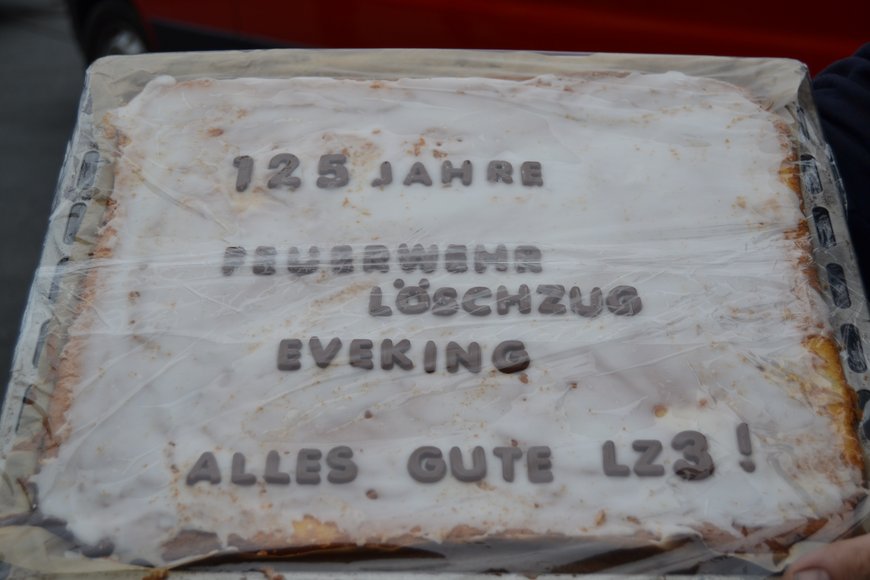 125 JAHRE
FEUERWEHR
LÖSCHZUG
EVEKING
ALLES GUTE LZ3!